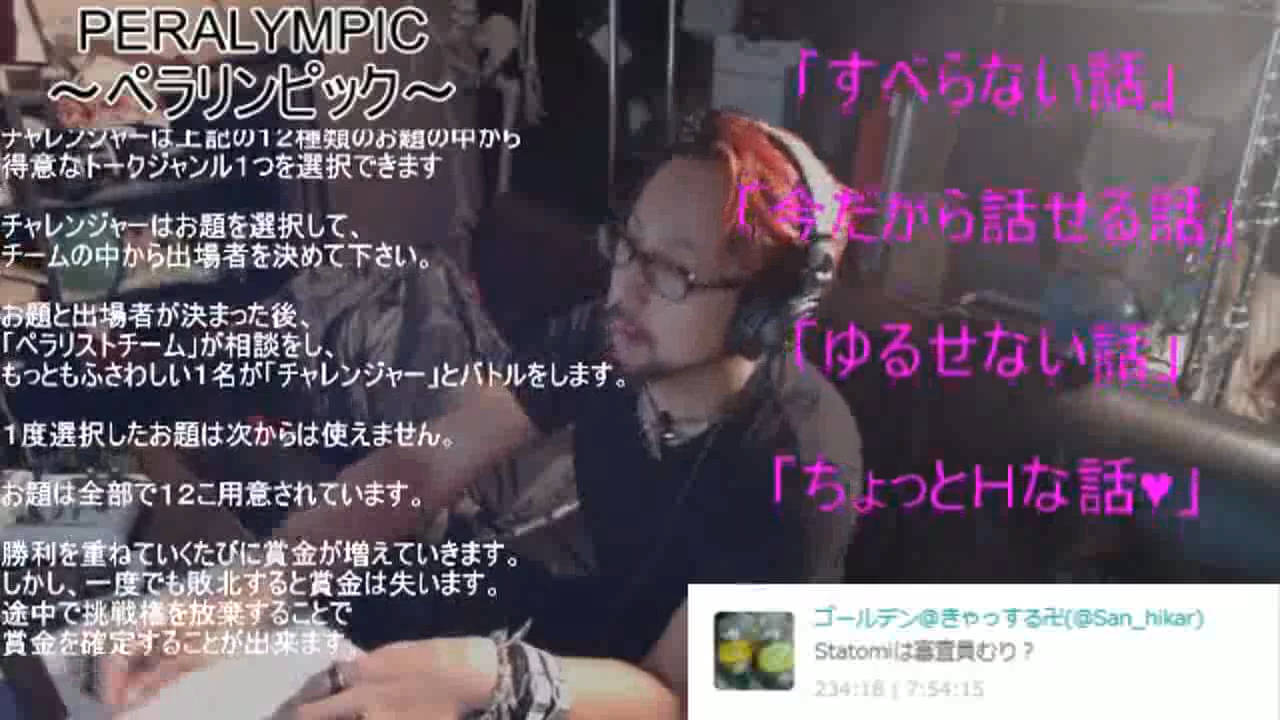 PERALYMPIC
～ペラリンピック～
チャレンジャーは上記の12種類のお題の中から
得意なトークジャンル1つを選択できます
チャレンジャーはお題を選択して、
チームの中から出場者を決めて下さい。
お題と出場者が決まった後、
「ペラリストチーム」が相談をし、
もっともふさわしい1名が「チャレンジャー」とバトルをします。
1度選択したお題は次からは使えません。
お題は全部で12こ用意されています。
勝利を重ねていくたびに賞金が増えていきます。
しかし、一度でも敗北すると賞金は失います。
途中で挑戦権を放棄することで
賞金を確定することが出来ます。
「すべらない話」
「今だから話せる話」
「ゆるせない話」
「ちょっとHな話♥」
ゴールデン@きゃっする卍(@San_hikar)
Statomiは審査員むり？
234:18 | 7:54:15